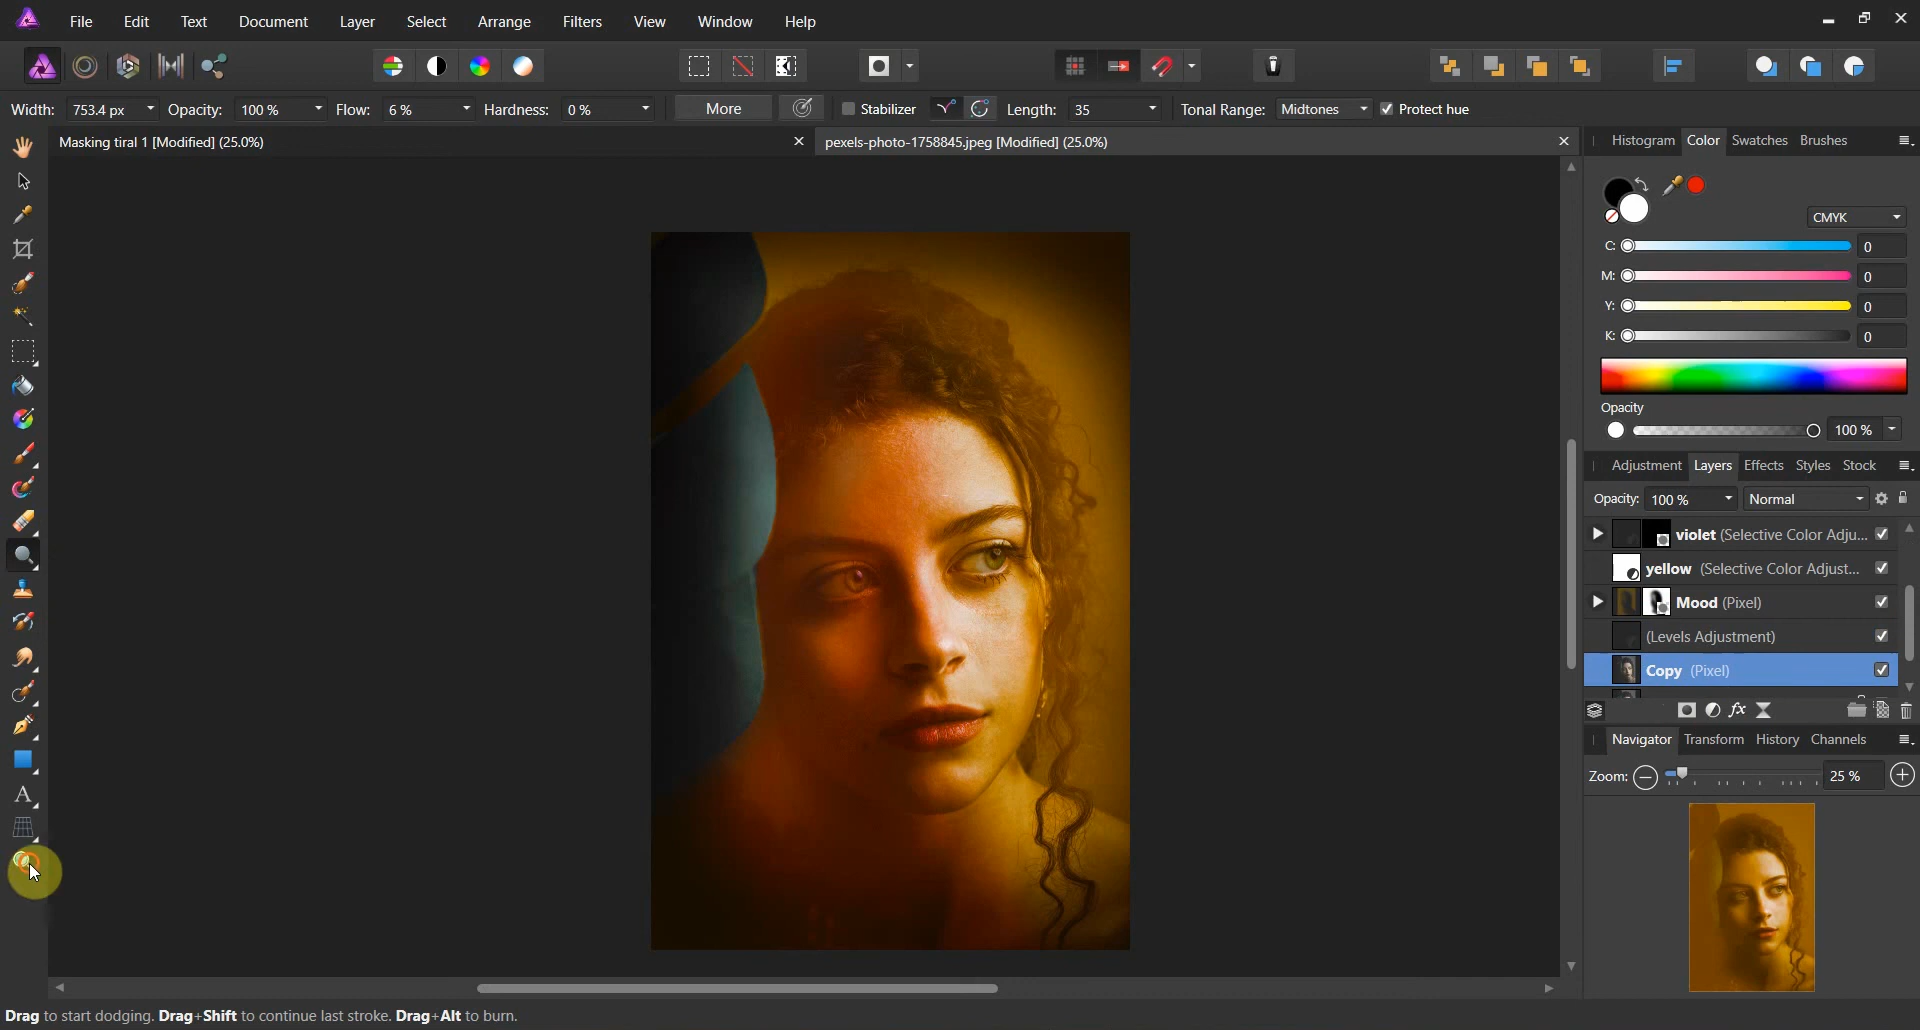 File Edit Text Document Layer Select Arrange Filters View Window Help
Width: 753.4 px Opacity: 100 % Flow: 6 % Hardness: 0 % More Stabilizer Length: 35 Tonal Range: Midtones Protect hue
Masking tiral 1 [Modified] (25.0%) pexels-photo-1758845.jpeg [Modified] (25.0%)
Histogram Color Swatches Brushes
CMYK
C: 0
M: 0
Y: 0
K: 0
Opacity
100 %
Adjustment Layers Effects Styles Stock
Opacity: 100 % Normal
violet (Selective Color Adju...
yellow (Selective Color Adjust...
Mood (Pixel)
(Levels Adjustment)
Copy (Pixel)
fx
Navigator Transform History Channels
Zoom: 25 %
A
Drag to start dodging. Drag+Shift to continue last stroke. Drag+Alt to burn.